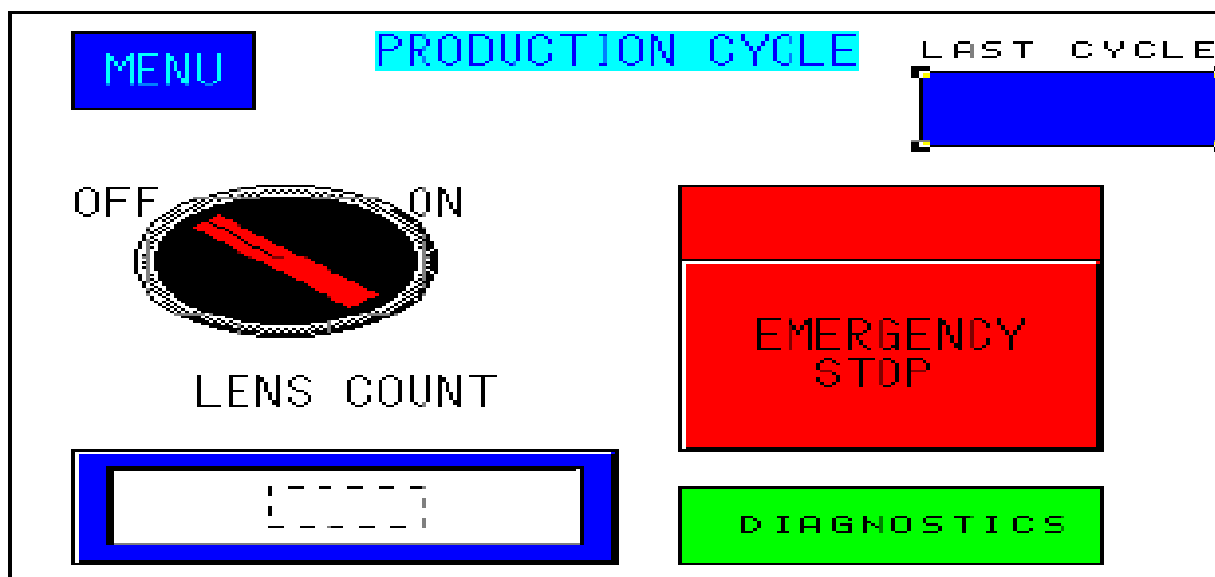 MENU
PRODUCTION CYCLE
LAST CYCLE
OFF
ON
LENS COUNT
EMERGENCY
STOP
DIAGNOSTICS